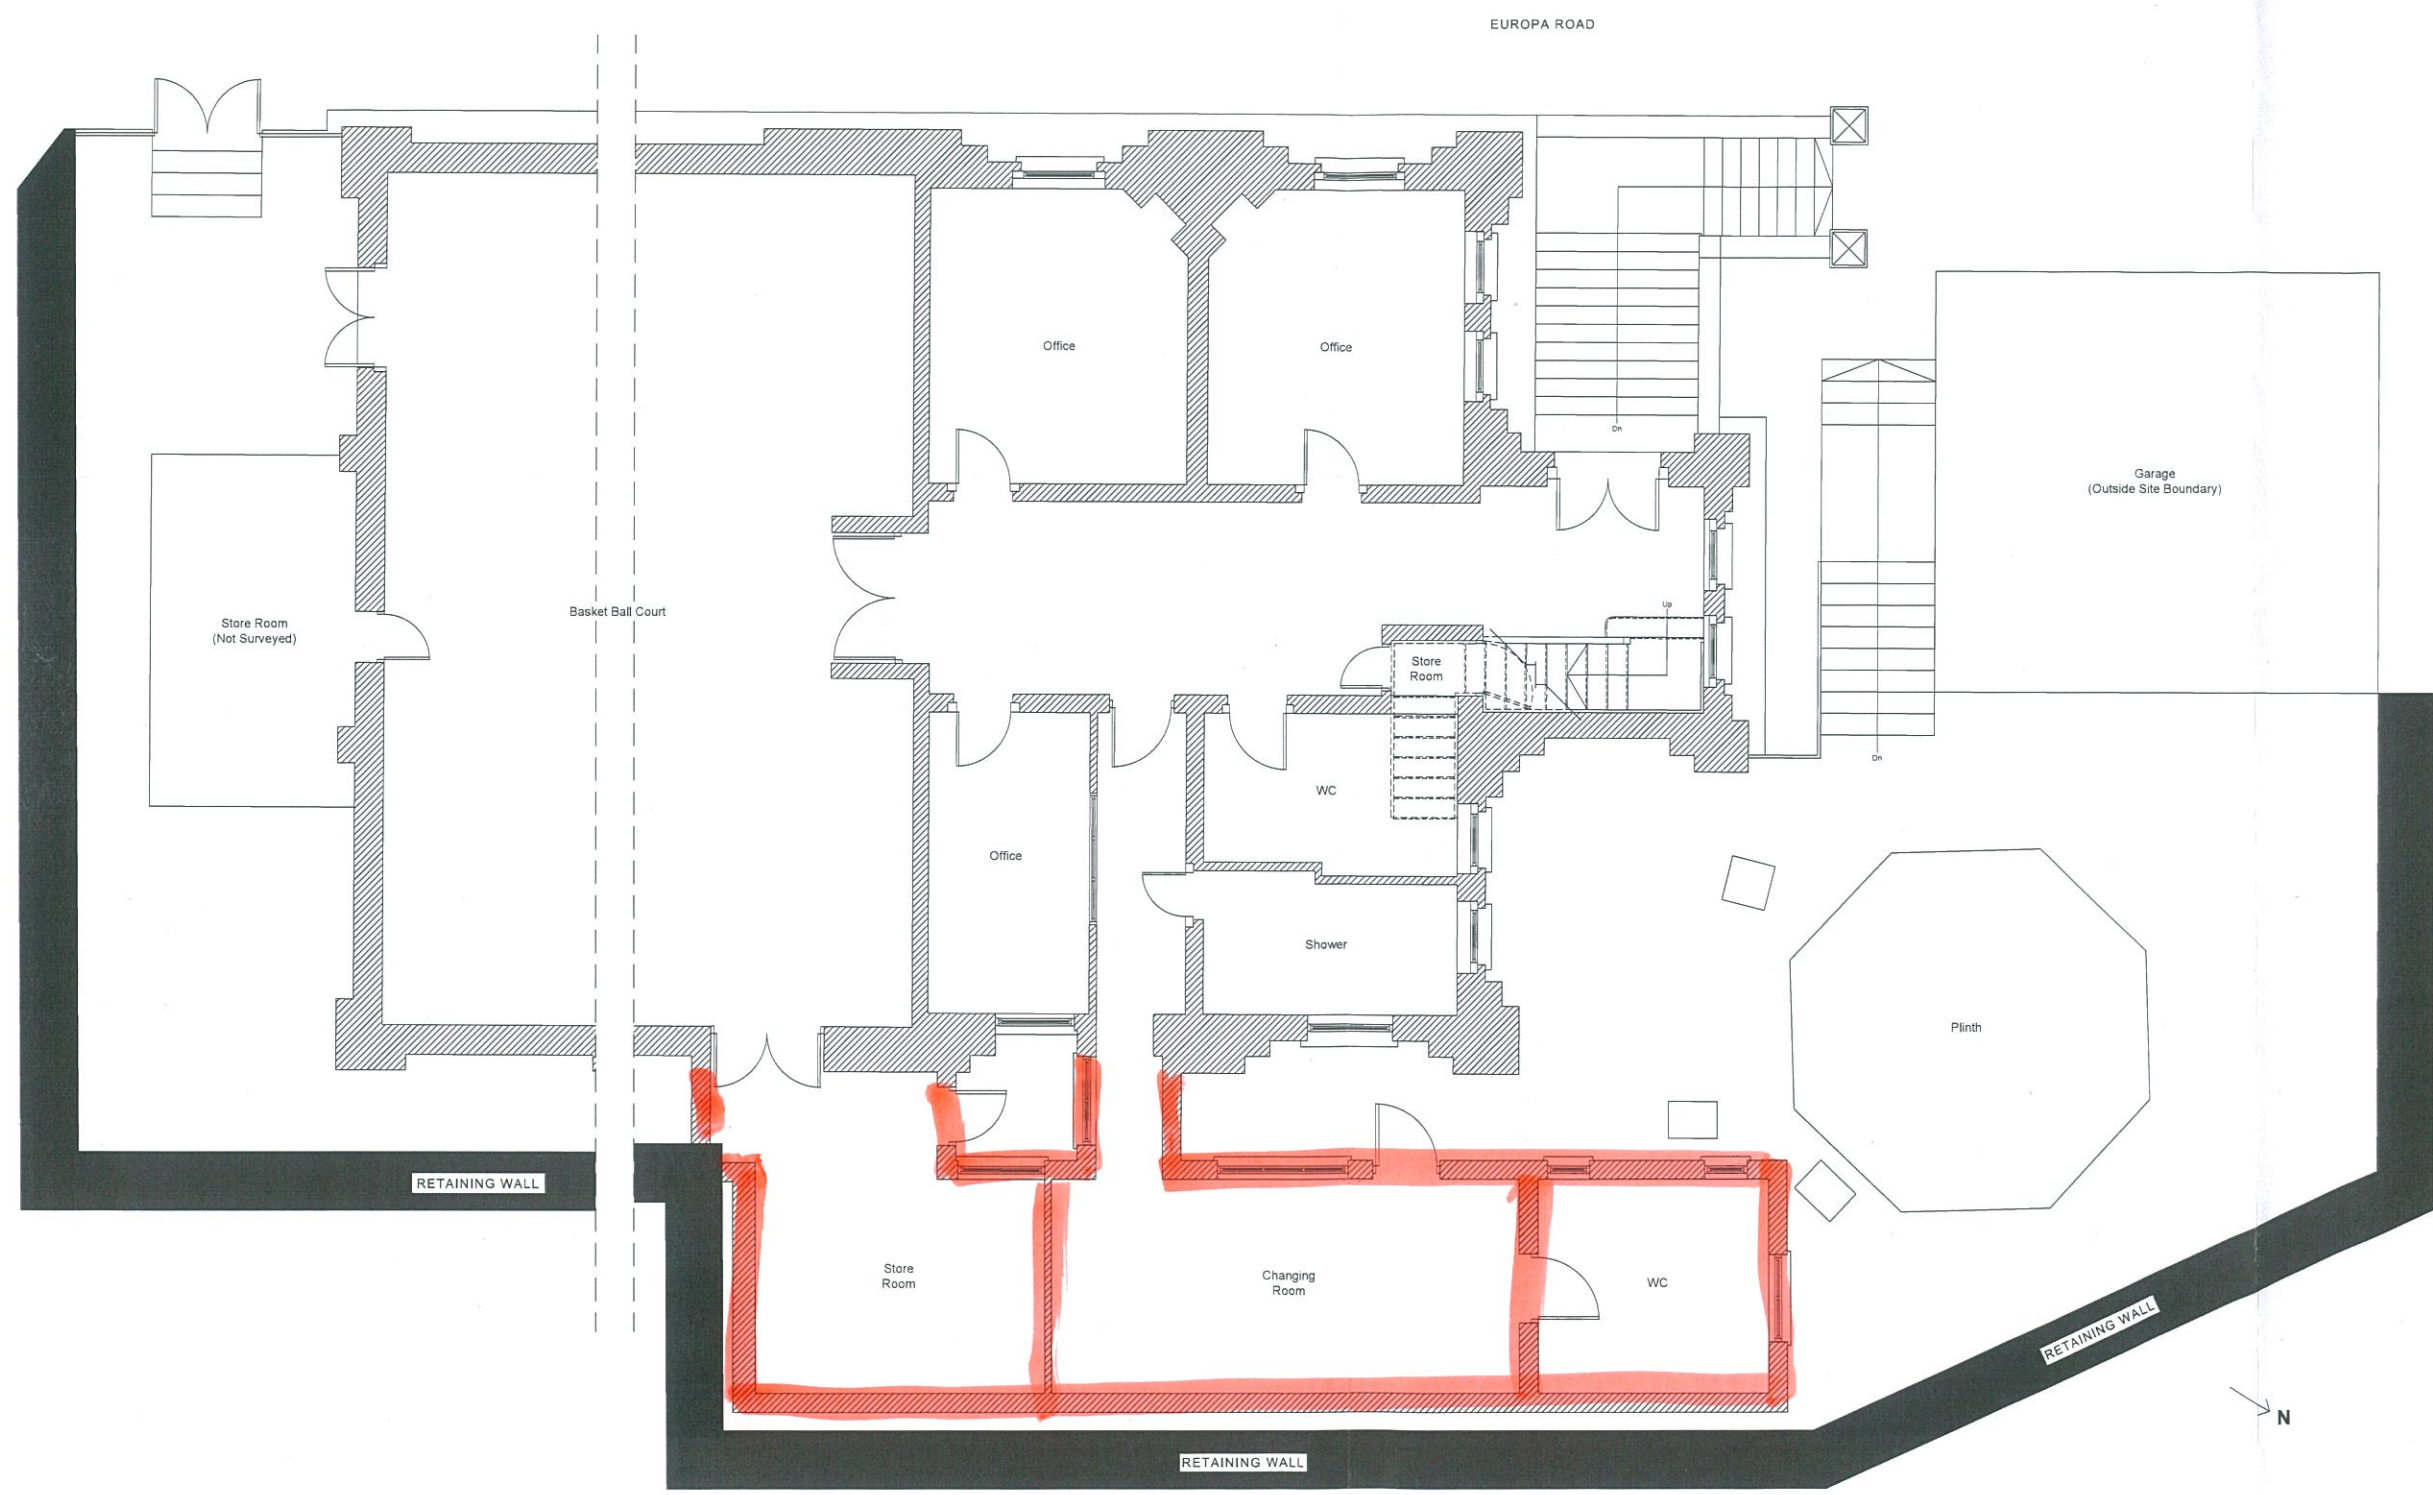 EUROPA ROAD
Office
Office
Dn
Garage
(Outside Site Boundary)
Basket Ball Court
Store Room
(Not Surveyed)
Up
Store
Room
Dn
WC
Office
Shower
Plinth
RETAINING WALL
Store
Room
Changing
Room
WC
RETAINING WALL
N
RETAINING WALL